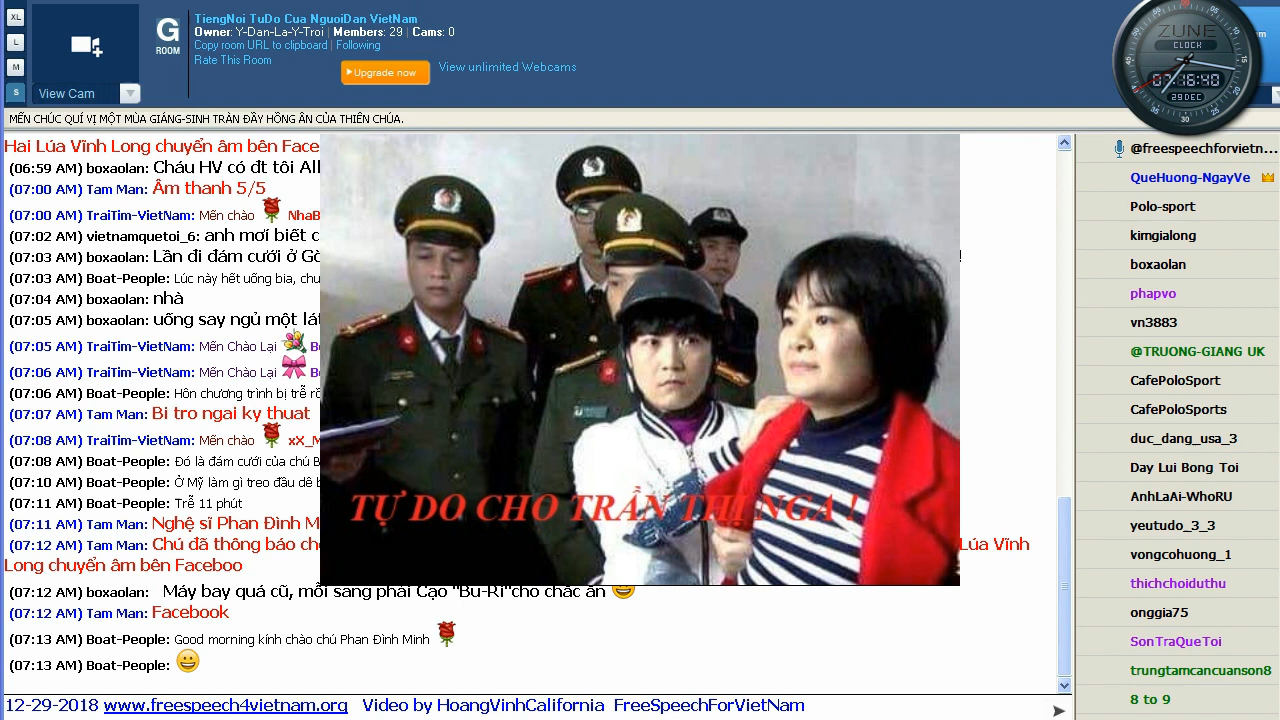 XL
L
M
S
View Cam
G
ROOM
TiengNoi TuDo Cua NguoiDan VietNam
Owner: Y-Dan-La-Y-Troi | Members: 29 | Cams: 0
Copy room URL to clipboard | Following
Rate This Room
Upgrade now
View unlimited Webcams
ZUNE
CLOCK
07:16:40
29 DEC
MẾN CHÚC QUÍ VỊ MỘT MÙA GIÁNG-SINH TRÀN ĐẦY HỒNG ÂN CỦA THIÊN CHÚA.
Hai Lúa Vĩnh Long chuyển âm bên Face
(06:59 AM) boxaolan: Cháu HV có đt tôi All
(07:00 AM) Tam Man: Âm thanh 5/5
(07:00 AM) TraiTim-VietNam: Mến chào NhaB
(07:02 AM) vietnamquetoi_6: anh mơí biết c
(07:03 AM) boxaolan: Lần đi đám cưới ở Gò
(07:03 AM) Boat-People: Lúc này hết uống bia, chu
(07:04 AM) boxaolan: nhà
(07:05 AM) boxaolan: uống say ngủ một lát
(07:05 AM) TraiTim-VietNam: Mến Chào Lại
(07:06 AM) TraiTim-VietNam: Mến Chào Lại
(07:06 AM) Boat-People: Hôn chương trình bị trễ rồ
(07:07 AM) Tam Man: Bi tro ngai ky thuat
(07:08 AM) TraiTim-VietNam: Mến chào xX_M
(07:08 AM) Boat-People: Đó là đám cưới của chú B
(07:10 AM) Boat-People: Ở Mỹ làm gì treo đầu dê b
(07:11 AM) Boat-People: Trễ 11 phút
(07:11 AM) Tam Man: Nghệ sĩ Phan Đình M
(07:12 AM) Tam Man: Chú đã thông báo cho Lúa Vĩnh
Long chuyển âm bên Faceboo
(07:12 AM) boxaolan: Máy bay quá cũ, mỗi sáng phải Cạo "Bu-Ri"cho chắc ăn
(07:12 AM) Tam Man: Facebook
(07:13 AM) Boat-People: Good morning kính chào chú Phan Đình Minh
(07:13 AM) Boat-People:
TỰ DO CHO TRẦN THỊ NGA !
@freespeechforvietn...
QueHuong-NgayVe
Polo-sport
kimgialong
boxaolan
phapvo
vn3883
@TRUONG-GIANG UK
CafePoloSport
CafePoloSports
duc_dang_usa_3
Day Lui Bong Toi
AnhLaAi-WhoRU
yeutudo_3_3
vongcohuong_1
thichchoiduthu
onggia75
SonTraQueToi
trungtamcancuanson8
8 to 9
12-29-2018 www.freespeech4vietnam.org Video by HoangVinhCalifornia FreeSpeechForVietNam